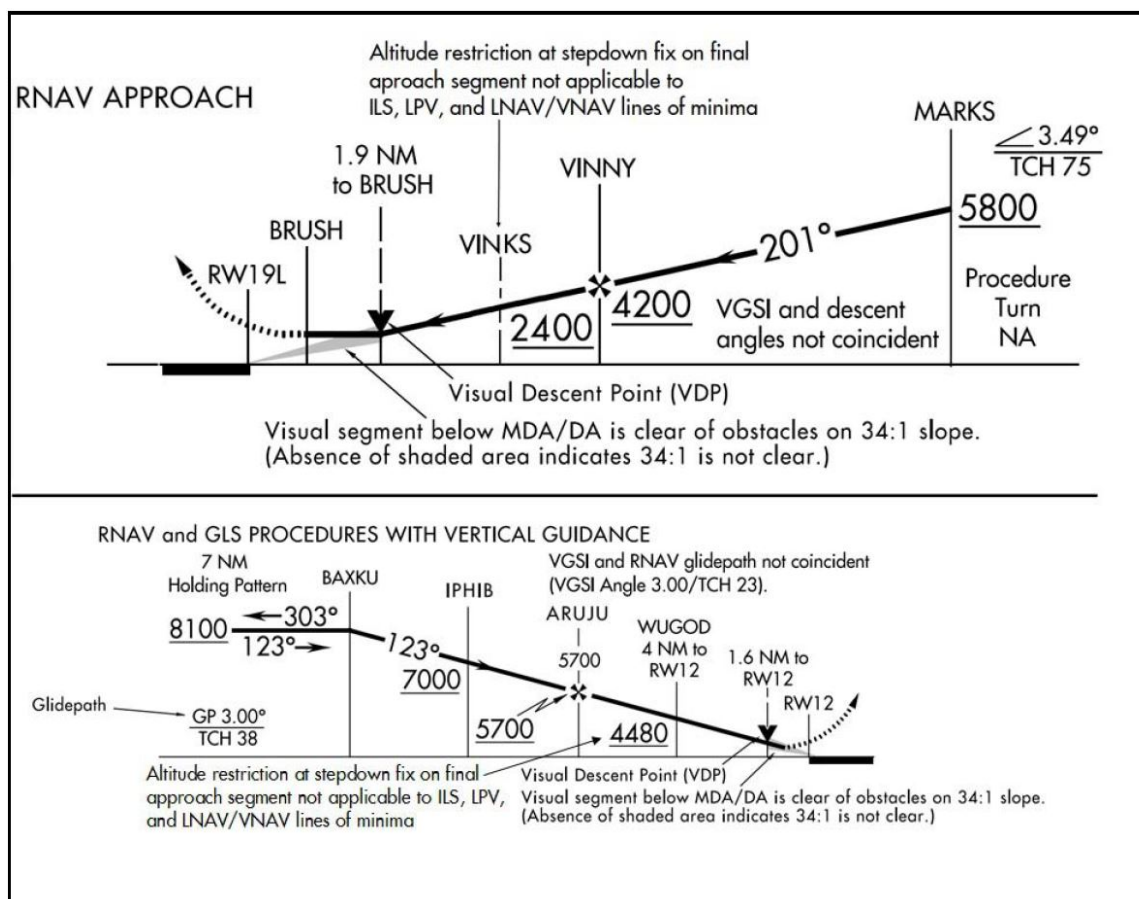 RNAV APPROACH
Altitude restriction at stepdown fix on final
aproach segment not applicable to
ILS, LPV, and LNAV/VNAV lines of minima
MARKS
3.49°
TCH 75
1.9 NM
to BRUSH
VINNY
5800
BRUSH
VINKS
201°
RW19L
4200
2400
VGSI and descent
angles not coincident
Procedure
Turn
NA
Visual Descent Point (VDP)
Visual segment below MDA/DA is clear of obstacles on 34:1 slope.
(Absence of shaded area indicates 34:1 is not clear.)
RNAV and GLS PROCEDURES WITH VERTICAL GUIDANCE
7 NM
Holding Pattern
BAXKU
IPHIB
VGSI and RNAV glidepath not coincident
(VGSI Angle 3.00/TCH 23).
ARUJU
8100
303°
123°
123°
7000
5700
WUGOD
4 NM to
RW12
1.6 NM to
RW12
RW12
Glidepath
GP 3.00°
TCH 38
5700
4480
Altitude restriction at stepdown fix on final
approach segment not applicable to ILS, LPV,
and LNAV/VNAV lines of minima
Visual Descent Point (VDP)
Visual segment below MDA/DA is clear of obstacles on 34:1 slope.
(Absence of shaded area indicates 34:1 is not clear.)